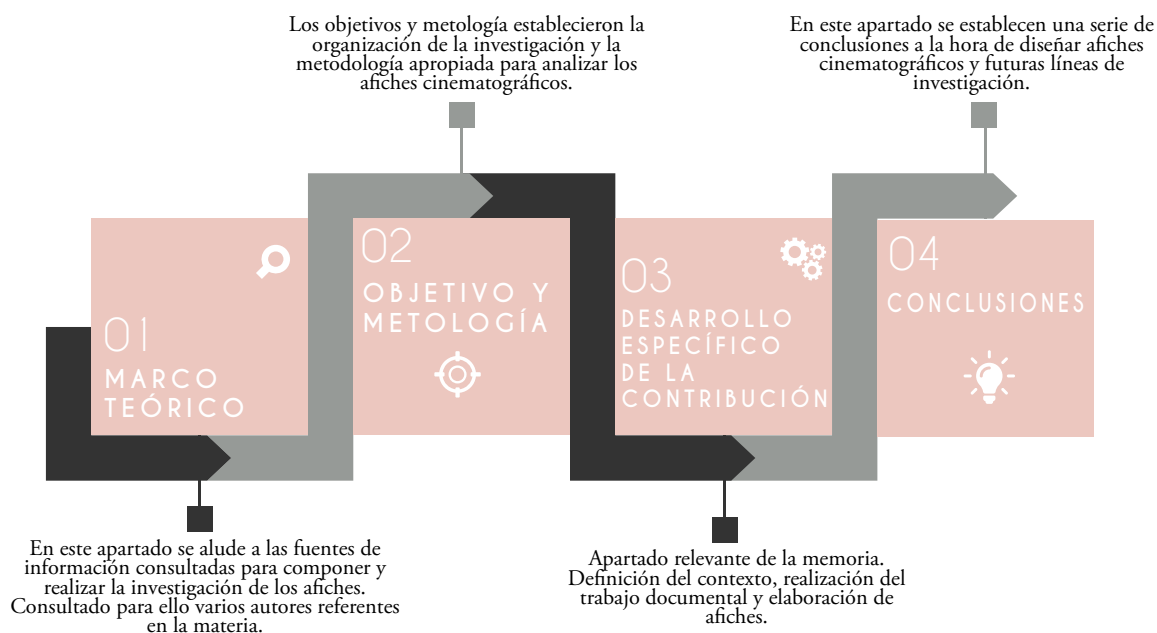 Los objetivos y metología establecieron la
organización de la investigación y la
metodología apropiada para analizar los
afiches cinematográficos.
En este apartado se establecen una serie de
conclusiones a la hora de diseñar afiches
cinematográficos y futuras líneas de
investigación.
01
MARCO
TEÓRICO
02
OBJETIVO Y
METOLOGÍA
03
DESARROLLO
ESPECÍFICO
DE LA
CONTRIBUCIÓN
04
CONCLUSIONES
En este apartado se alude a las fuentes de
información consultadas para componer y
realizar la investigación de los afiches.
Consultado para ello varios autores referentes
en la materia.
Apartado relevante de la memoria.
Definición del contexto, realización del
trabajo documental y elaboración de
afiches.